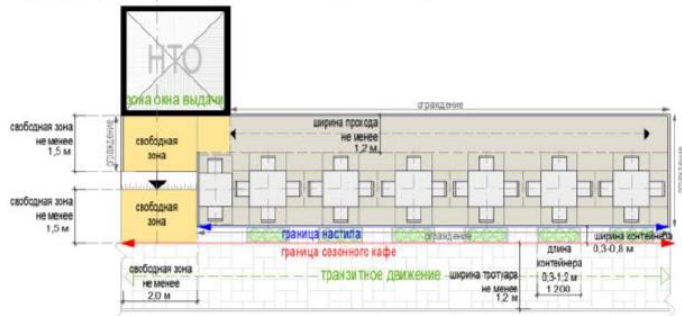 НТО
зона окна выдачи
ограждение
свободная зона
не менее
1,5 м
ограждение
свободная
зона
ширина прохода
не менее
1,2 м
ограждение
свободная зона
не менее
1,5 м
свободная
зона
граница настила
ограждение
ширина контейнера
0,3-0,8 м
граница сезонного кафе
свободная зона
не менее
2,0 м
транзитное движение
ширина тротуара
не менее
1,2 м
длина
контейнера
0,3-1,2 м
1 200